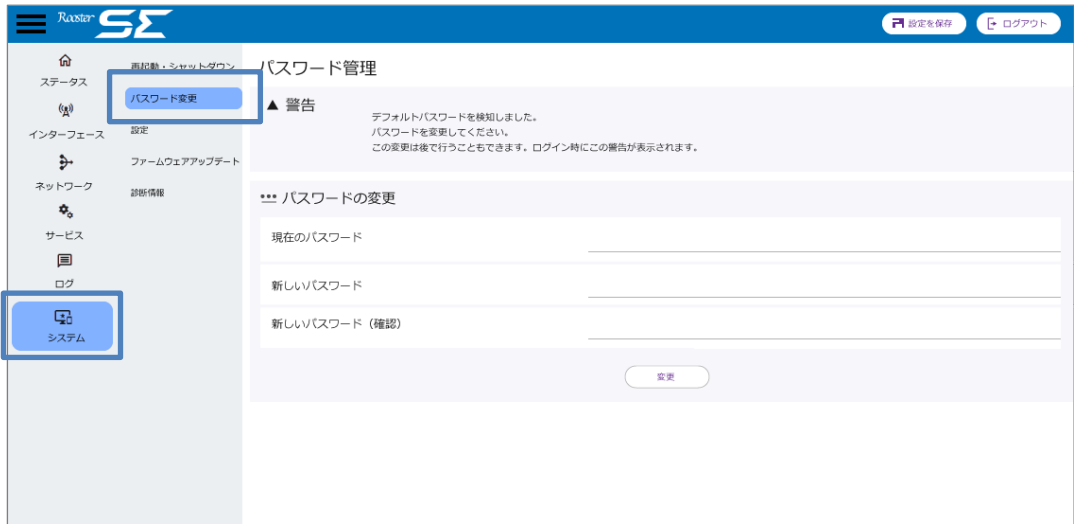 Rooster SE
設定を保存
ログアウト
ステータス
インターフェース
ネットワーク
サービス
ログ
システム
再起動・シャットダウン
パスワード変更
設定
ファームウェアアップデート
診断情報
パスワード管理
▲ 警告
デフォルトパスワードを検知しました。
パスワードを変更してください。
この変更は後で行うこともできます。ログイン時にこの警告が表示されます。
パスワードの変更
現在のパスワード
新しいパスワード
新しいパスワード（確認）
変更